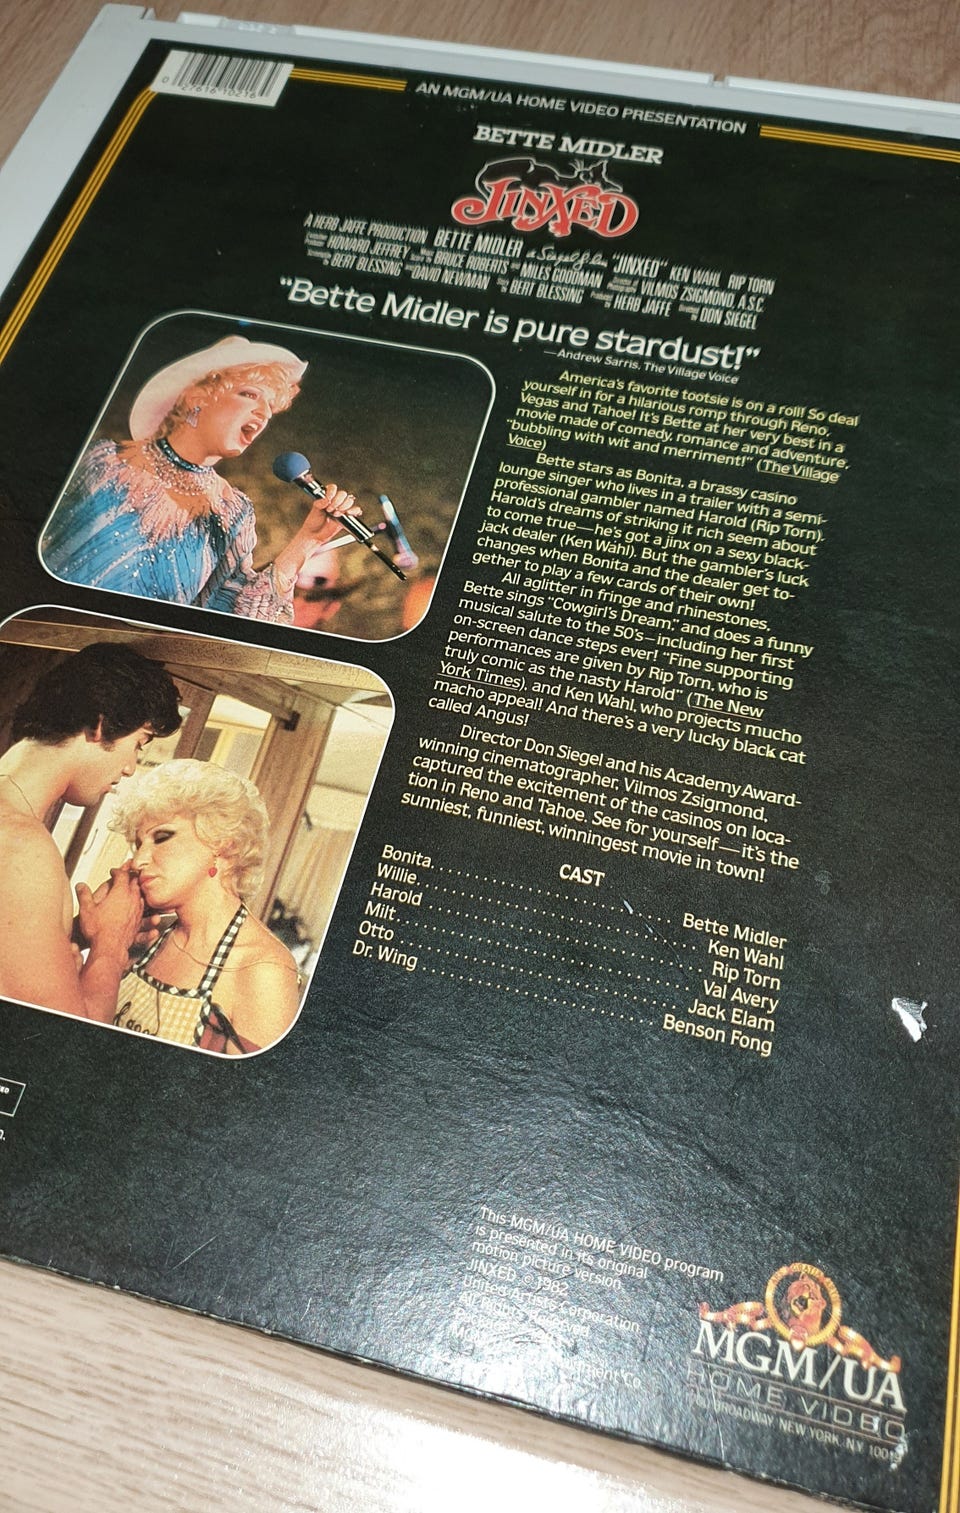 AN MGM/UA HOME VIDEO PRESENTATION
BETTE MIDLER
JINXED
A HERB JAFFE PRODUCTION BETTE MIDLER "JINXED" KEN WAHL RIP TORN
HOWARD JEFFREY BRUCE ROBERTS MILES GOODMAN VILMOS ZSIGMOND, A.S.C.
BERT BLESSING DAVID NEWMAN BERT BLESSING HERB JAFFE DON SIEGEL
"Bette Midler is pure stardust!"
—Andrew Sarris, The Village Voice
America's favorite tootsie is on a roll! So deal
yourself in for a hilarious romp through Reno,
Vegas and Tahoe! It's Bette at her very best in a
movie made of comedy, romance and adventure,
"bubbling with wit and merriment!" (The Village
Voice)
Bette stars as Bonita, a brassy casino
lounge singer who lives in a trailer with a semi-
professional gambler named Harold (Rip Torn).
Harold's dreams of striking it rich seem about
to come true—he's got a jinx on a sexy black-
jack dealer (Ken Wahl). But the gambler's luck
changes when Bonita and the dealer get to-
gether to play a few cards of their own!
All aglitter in fringe and rhinestones,
Bette sings "Cowgirl's Dream," and does a funny
musical salute to the 50's—including her first
on-screen dance steps ever! "Fine supporting
performances are given by Rip Torn, who is
truly comic as the nasty Harold" (The New
York Times), and Ken Wahl, who projects mucho
macho appeal! And there's a very lucky black cat
called Angus!
Director Don Siegel and his Academy Award-
winning cinematographer, Vilmos Zsigmond,
captured the excitement of the casinos on loca-
tion in Reno and Tahoe. See for yourself—it's the
sunniest, funniest, winningest movie in town!
CAST
Bonita. . . . . . . . . . . . . . . . . . . . Bette Midler
Willie. . . . . . . . . . . . . . . . . . . . Ken Wahl
Harold . . . . . . . . . . . . . . . . . . . . Rip Torn
Milt. . . . . . . . . . . . . . . . . . . . Val Avery
Otto . . . . . . . . . . . . . . . . . . . . Jack Elam
Dr. Wing . . . . . . . . . . . . . . . . . . . . Benson Fong
This MGM/UA HOME VIDEO program
is presented in its original
motion picture version.
JINXED © 1982
United Artists Corporation
All Rights Reserved
MGM/UA
HOME VIDEO
BROADWAY NEW YORK, NY